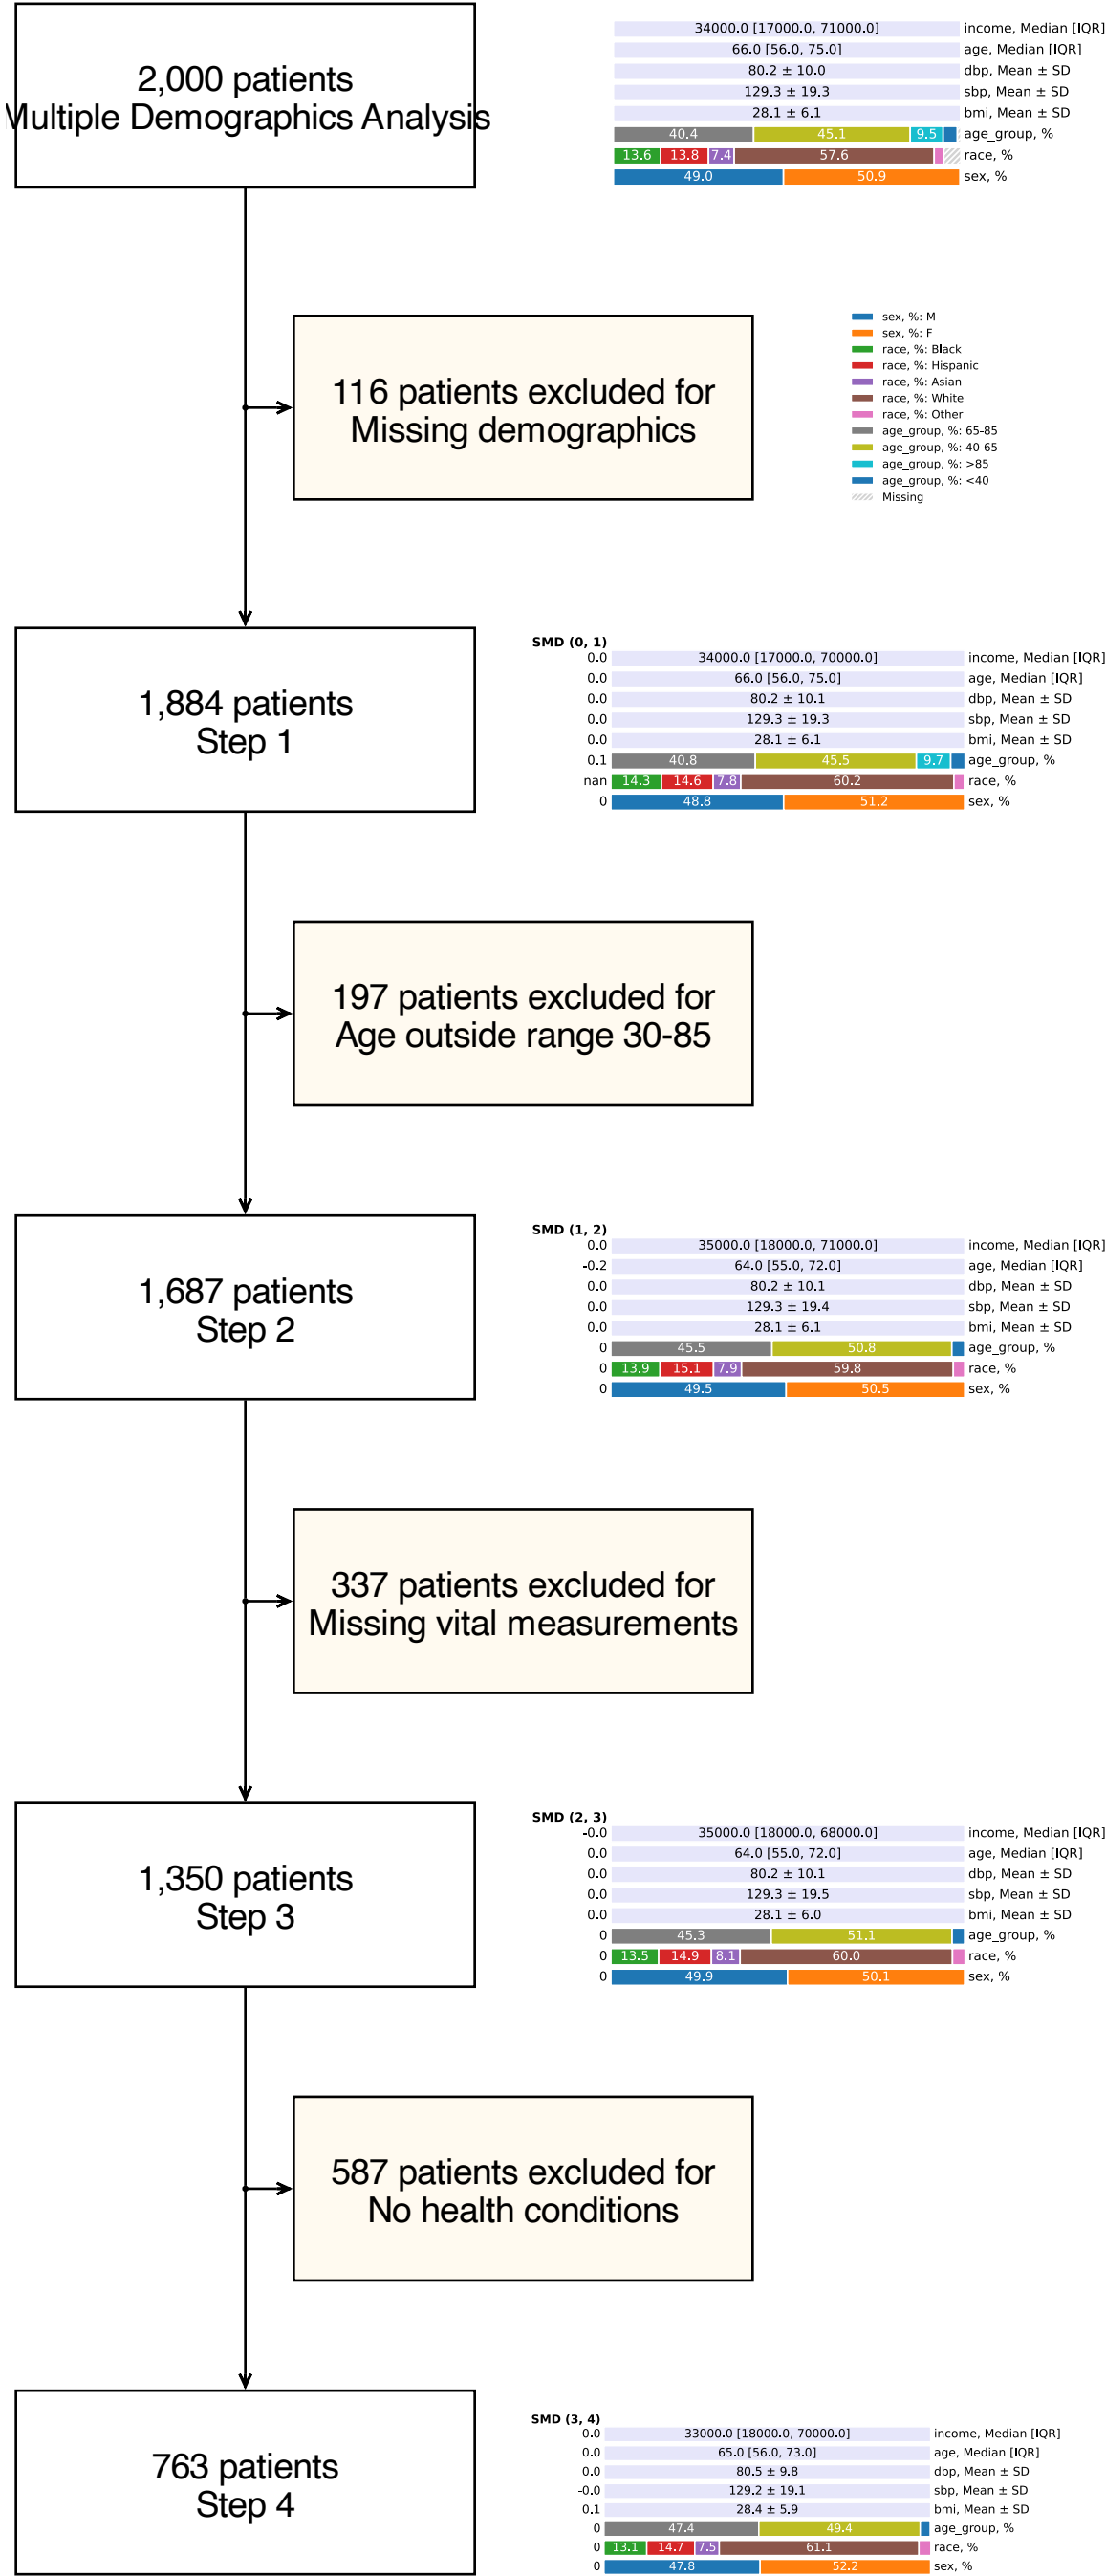 2,000 patients
Multiple Demographics Analysis
34000.0 [17000.0, 71000.0] income, Median [IQR]
66.0 [56.0, 75.0] age, Median [IQR]
80.2 ± 10.0 dbp, Mean ± SD
129.3 ± 19.3 sbp, Mean ± SD
28.1 ± 6.1 bmi, Mean ± SD
40.4 45.1 9.5 age_group, %
13.6 13.8 7.4 57.6 race, %
49.0 50.9 sex, %
116 patients excluded for
Missing demographics
sex, %: M
sex, %: F
race, %: Black
race, %: Hispanic
race, %: Asian
race, %: White
race, %: Other
age_group, %: 65-85
age_group, %: 40-65
age_group, %: >85
age_group, %: <40
Missing
1,884 patients
Step 1
SMD (0, 1)
0.0 34000.0 [17000.0, 70000.0] income, Median [IQR]
0.0 66.0 [56.0, 75.0] age, Median [IQR]
0.0 80.2 ± 10.1 dbp, Mean ± SD
0.0 129.3 ± 19.3 sbp, Mean ± SD
0.0 28.1 ± 6.1 bmi, Mean ± SD
0.1 40.8 45.5 9.7 age_group, %
nan 14.3 14.6 7.8 60.2 race, %
0 48.8 51.2 sex, %
197 patients excluded for
Age outside range 30-85
1,687 patients
Step 2
SMD (1, 2)
0.0 35000.0 [18000.0, 71000.0] income, Median [IQR]
-0.2 64.0 [55.0, 72.0] age, Median [IQR]
0.0 80.2 ± 10.1 dbp, Mean ± SD
0.0 129.3 ± 19.4 sbp, Mean ± SD
0.0 28.1 ± 6.1 bmi, Mean ± SD
0 45.5 50.8 age_group, %
0 13.9 15.1 7.9 59.8 race, %
0 49.5 50.5 sex, %
337 patients excluded for
Missing vital measurements
1,350 patients
Step 3
SMD (2, 3)
-0.0 35000.0 [18000.0, 68000.0] income, Median [IQR]
0.0 64.0 [55.0, 72.0] age, Median [IQR]
0.0 80.2 ± 10.1 dbp, Mean ± SD
0.0 129.3 ± 19.5 sbp, Mean ± SD
0.0 28.1 ± 6.0 bmi, Mean ± SD
0 45.3 51.1 age_group, %
0 13.5 14.9 8.1 60.0 race, %
0 49.9 50.1 sex, %
587 patients excluded for
No health conditions
763 patients
Step 4
SMD (3, 4)
-0.0 33000.0 [18000.0, 70000.0] income, Median [IQR]
0.0 65.0 [56.0, 73.0] age, Median [IQR]
0.0 80.5 ± 9.8 dbp, Mean ± SD
-0.0 129.2 ± 19.1 sbp, Mean ± SD
0.1 28.4 ± 5.9 bmi, Mean ± SD
0 47.4 49.4 age_group, %
0 13.1 14.7 7.5 61.1 race, %
0 47.8 52.2 sex, %